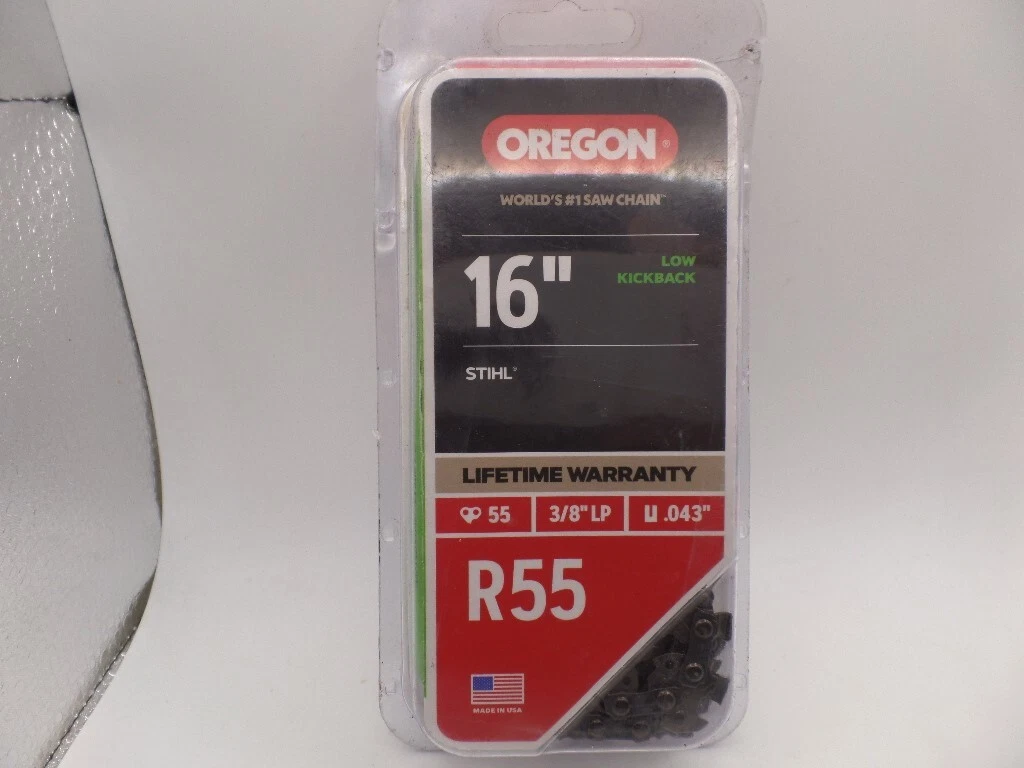 OREGON®
WORLD'S #1 SAW CHAIN™
16"
LOW
KICKBACK
STIHL®
LIFETIME WARRANTY
55
3/8" LP
.043"
R55
MADE IN USA